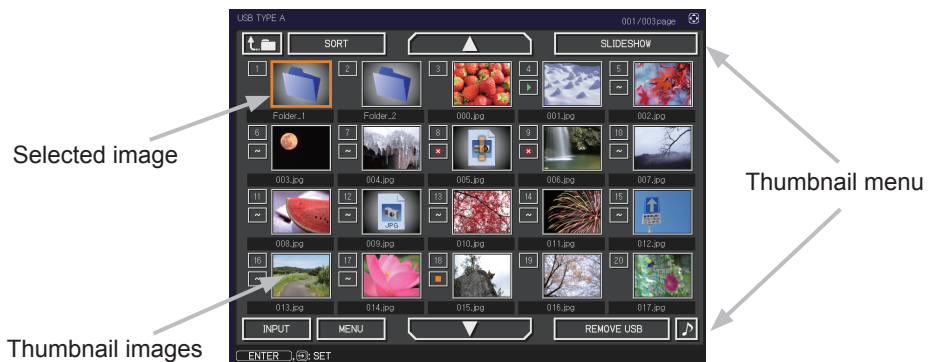 USB TYPE A 001/003page
SORT SLIDESHOW
1 2 3 4 5
Folder_1 Folder_2 000.jpg 001.jpg 002.jpg
6 7 8 9 10
003.jpg 004.jpg 005.jpg 006.jpg 007.jpg
11 12 13 14 15
JPG
008.jpg 009.jpg 010.jpg 011.jpg 012.jpg
16 17 18 19 20
013.jpg 014.jpg 015.jpg 016.jpg 017.jpg
INPUT MENU REMOVE USB
ENTER , : SET
Selected image
Thumbnail images
Thumbnail menu